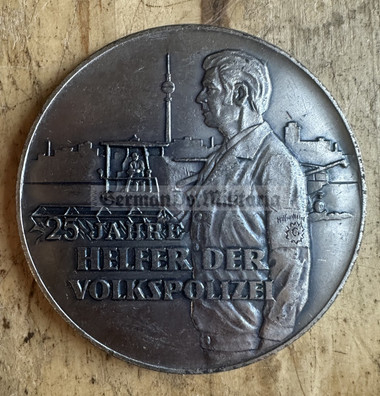 25 JAHRE
HELFER DER
VOLKSPOLIZEI